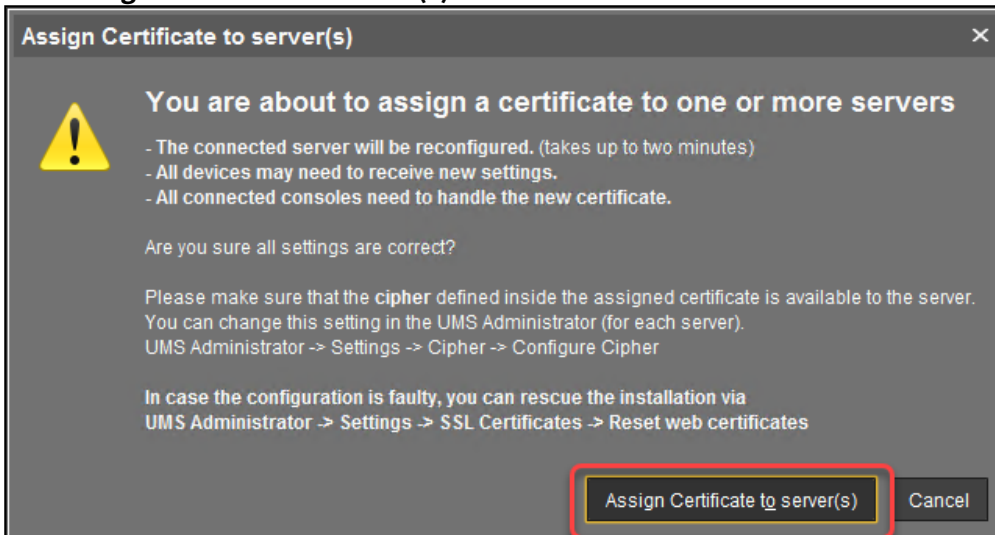 Assign Certificate to server(s)
You are about to assign a certificate to one or more servers
- The connected server will be reconfigured. (takes up to two minutes)
- All devices may need to receive new settings.
- All connected consoles need to handle the new certificate.
Are you sure all settings are correct?
Please make sure that the cipher defined inside the assigned certificate is available to the server.
You can change this setting in the UMS Administrator (for each server).
UMS Administrator -> Settings -> Cipher -> Configure Cipher
In case the configuration is faulty, you can rescue the installation via
UMS Administrator -> Settings -> SSL Certificates -> Reset web certificates
Assign Certificate to server(s) Cancel